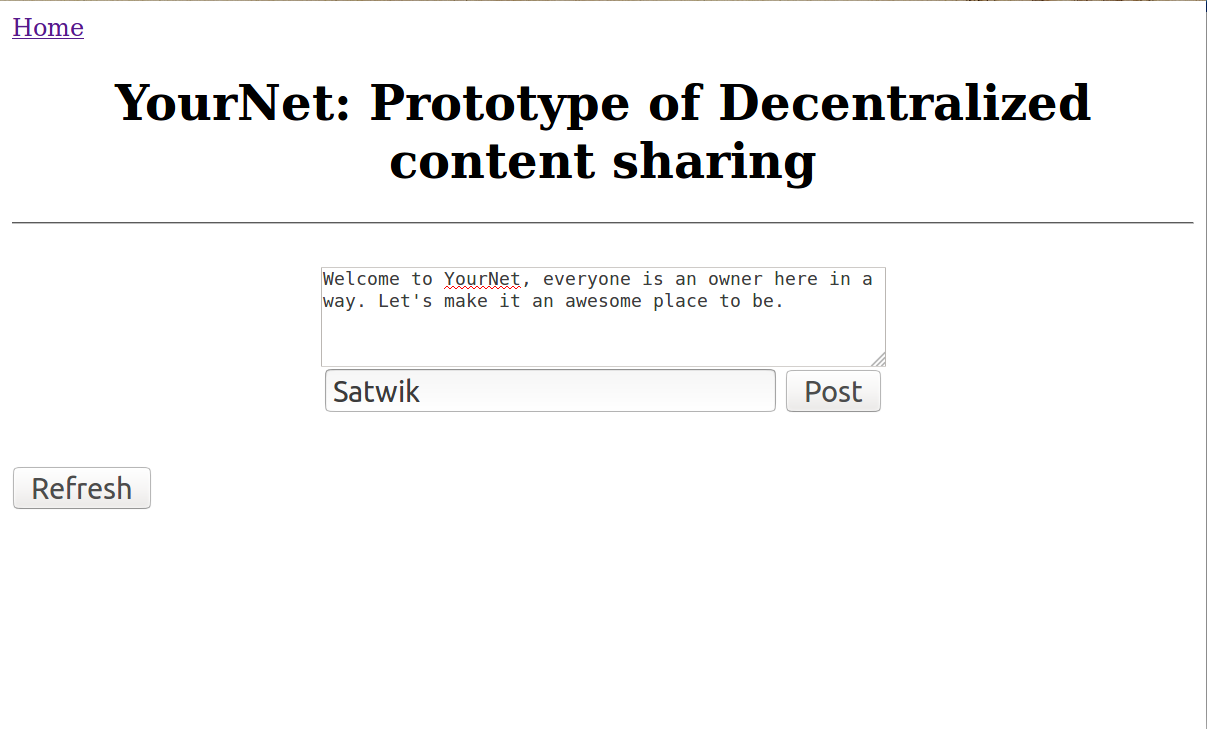 Home
YourNet: Prototype of Decentralized
content sharing
Welcome to YourNet, everyone is an owner here in a
way. Let's make it an awesome place to be.
Satwik
Post
Refresh